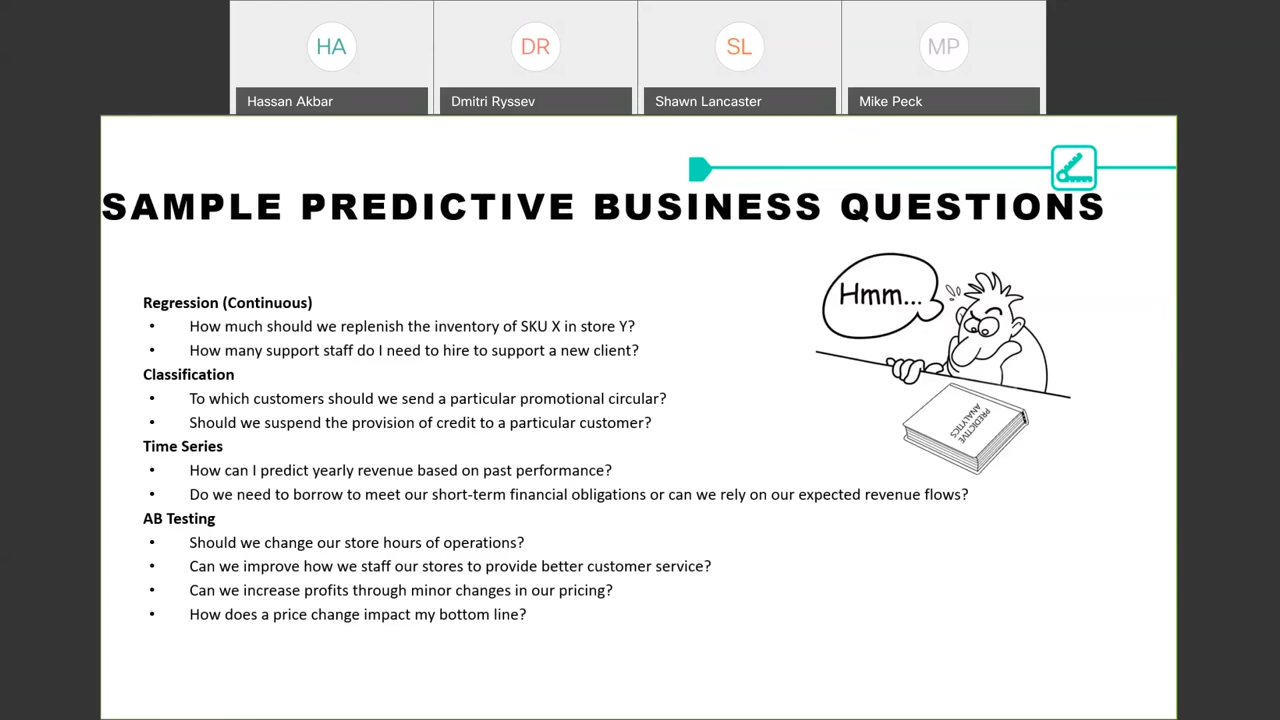 HA
DR
SL
MP
Hassan Akbar
Dmitri Ryssev
Shawn Lancaster
Mike Peck
SAMPLE PREDICTIVE BUSINESS QUESTIONS
Hmm...
PREDICTIVE
ANALYTICS
Regression (Continuous)
• How much should we replenish the inventory of SKU X in store Y?
• How many support staff do I need to hire to support a new client?
Classification
• To which customers should we send a particular promotional circular?
• Should we suspend the provision of credit to a particular customer?
Time Series
• How can I predict yearly revenue based on past performance?
• Do we need to borrow to meet our short-term financial obligations or can we rely on our expected revenue flows?
AB Testing
• Should we change our store hours of operations?
• Can we improve how we staff our stores to provide better customer service?
• Can we increase profits through minor changes in our pricing?
• How does a price change impact my bottom line?